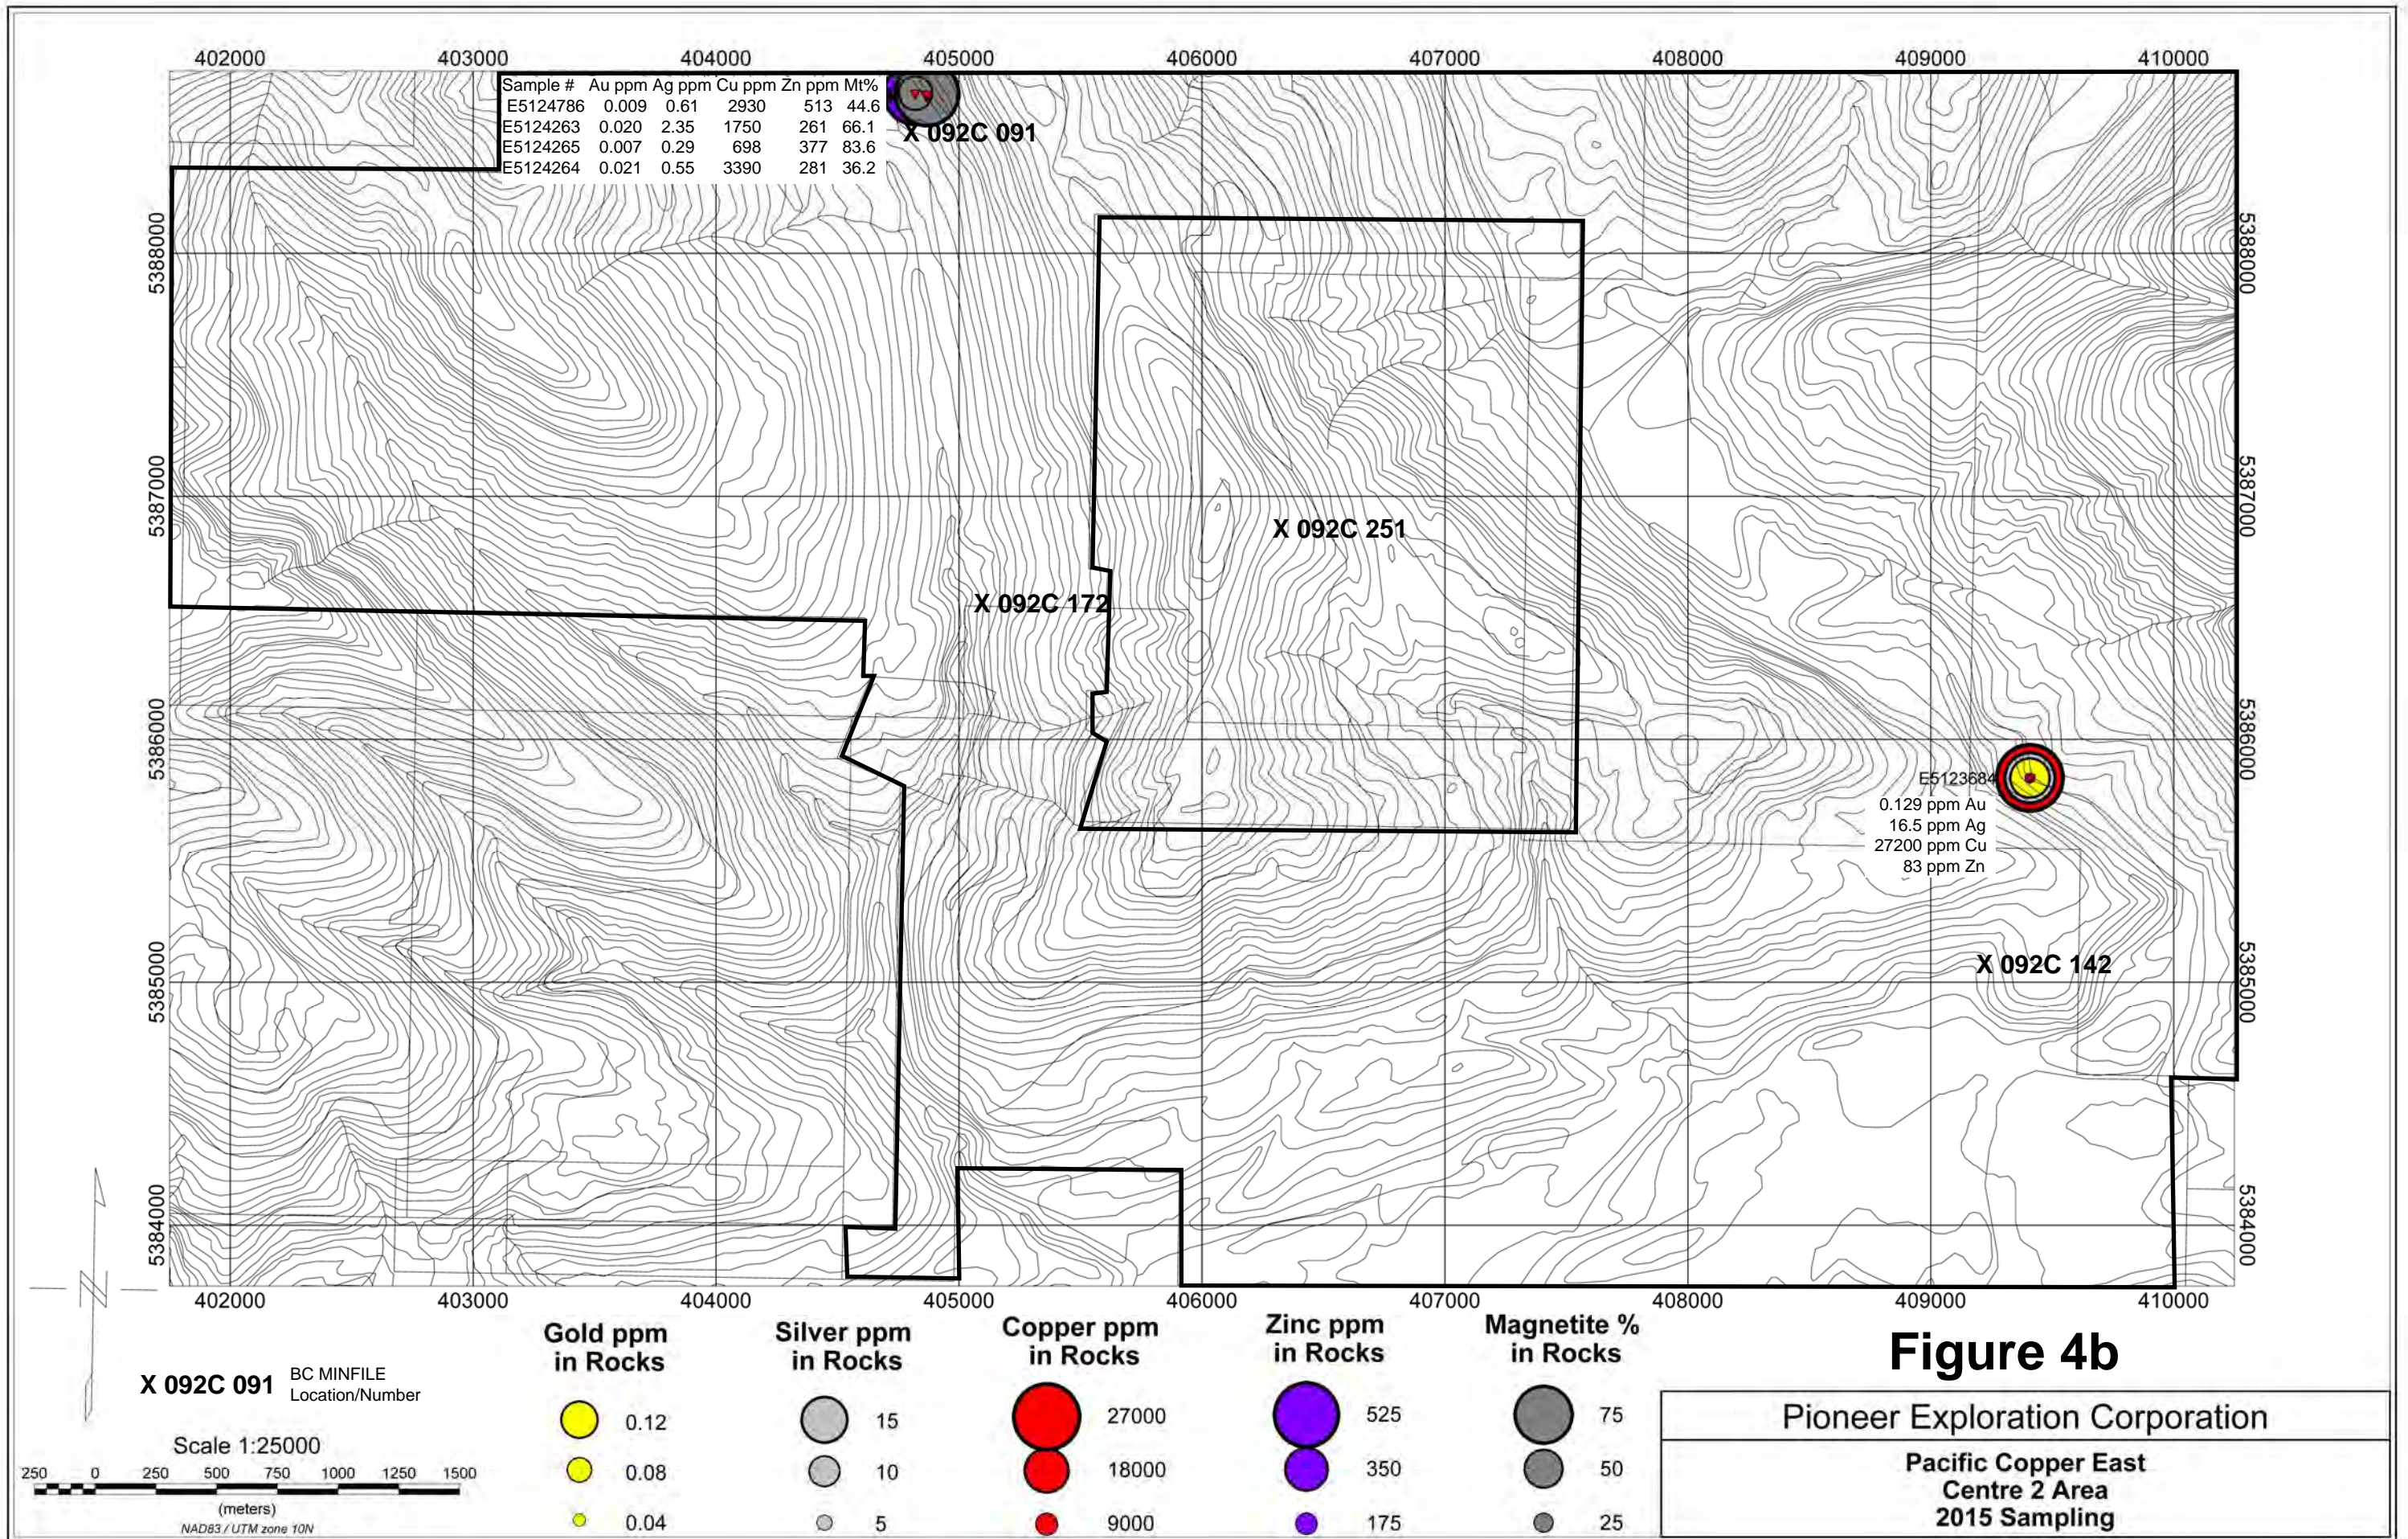 402000 403000 404000 405000 406000 407000 408000 409000 410000
Sample # Au ppm Ag ppm Cu ppm Zn ppm Mt%
E5124786 0.009 0.61 2930 513 44.6
E5124263 0.020 2.35 1750 261 66.1
E5124265 0.007 0.29 698 377 83.6
E5124264 0.021 0.55 3390 281 36.2
X 092C 091
5388000 5388000
5387000 5387000
X 092C 251
X 092C 172
5386000 5386000
E5123684
0.129 ppm Au
16.5 ppm Ag
27200 ppm Cu
83 ppm Zn
X 092C 142
5385000 5385000
5384000 5384000
402000 403000 404000 405000 406000 407000 408000 409000 410000
N
X 092C 091 BC MINFILE
Location/Number
Scale 1:25000
250 0 250 500 750 1000 1250 1500
(meters)
NAD83 / UTM zone 10N
Gold ppm
in Rocks
0.12
0.08
0.04
Silver ppm
in Rocks
15
10
5
Copper ppm
in Rocks
27000
18000
9000
Zinc ppm
in Rocks
525
350
175
Magnetite %
in Rocks
75
50
25
Figure 4b
Pioneer Exploration Corporation
Pacific Copper East
Centre 2 Area
2015 Sampling